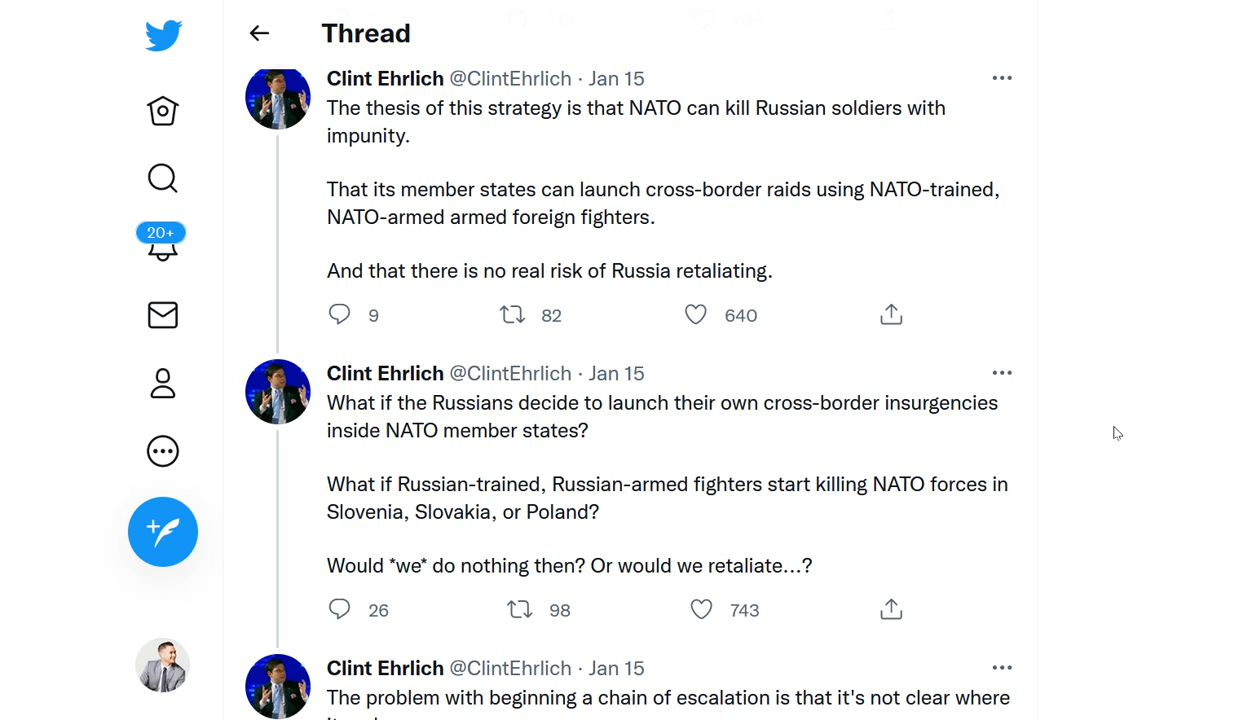 Thread
Clint Ehrlich @ClintEhrlich · Jan 15
The thesis of this strategy is that NATO can kill Russian soldiers with
impunity.
That its member states can launch cross-border raids using NATO-trained,
NATO-armed armed foreign fighters.
And that there is no real risk of Russia retaliating.
9 82 640
20+
Clint Ehrlich @ClintEhrlich · Jan 15
What if the Russians decide to launch their own cross-border insurgencies
inside NATO member states?
What if Russian-trained, Russian-armed fighters start killing NATO forces in
Slovenia, Slovakia, or Poland?
Would *we* do nothing then? Or would we retaliate...?
26 98 743
Clint Ehrlich @ClintEhrlich · Jan 15
The problem with beginning a chain of escalation is that it's not clear where